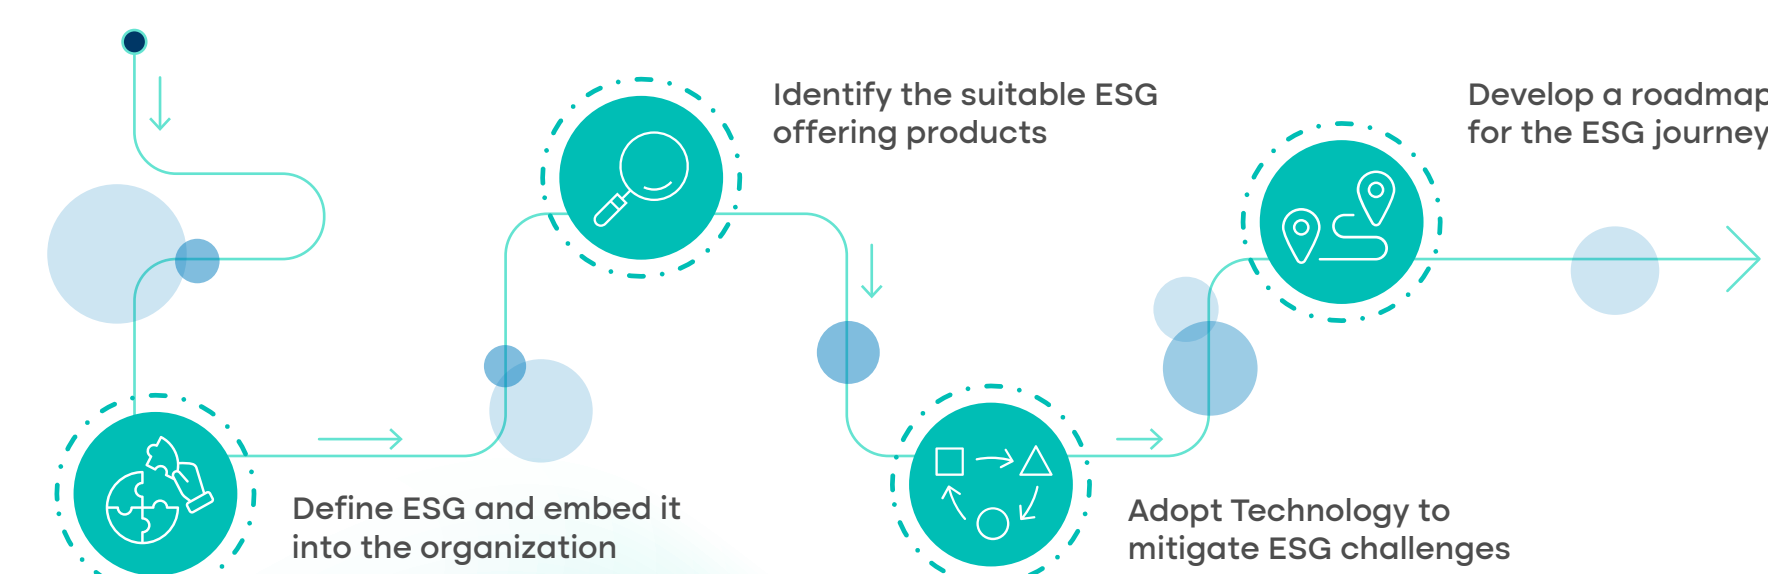 Identify the suitable ESG
offering products
Develop a roadmap
for the ESG journey
Define ESG and embed it
into the organization
Adopt Technology to
mitigate ESG challenges